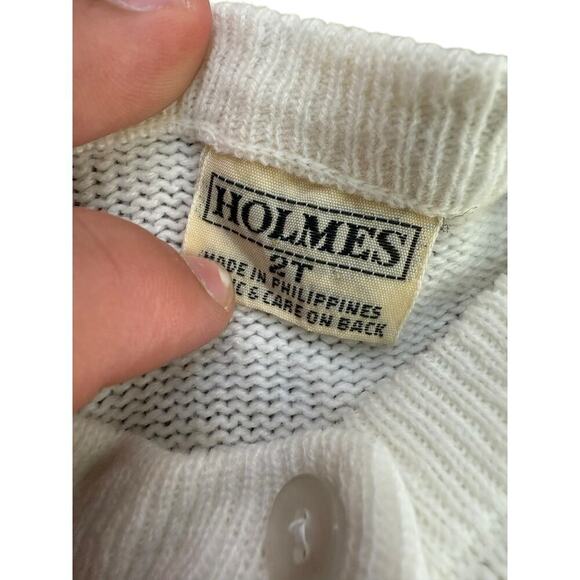 HOLMES
2T
MADE IN PHILIPPINES
C & CARE ON BACK